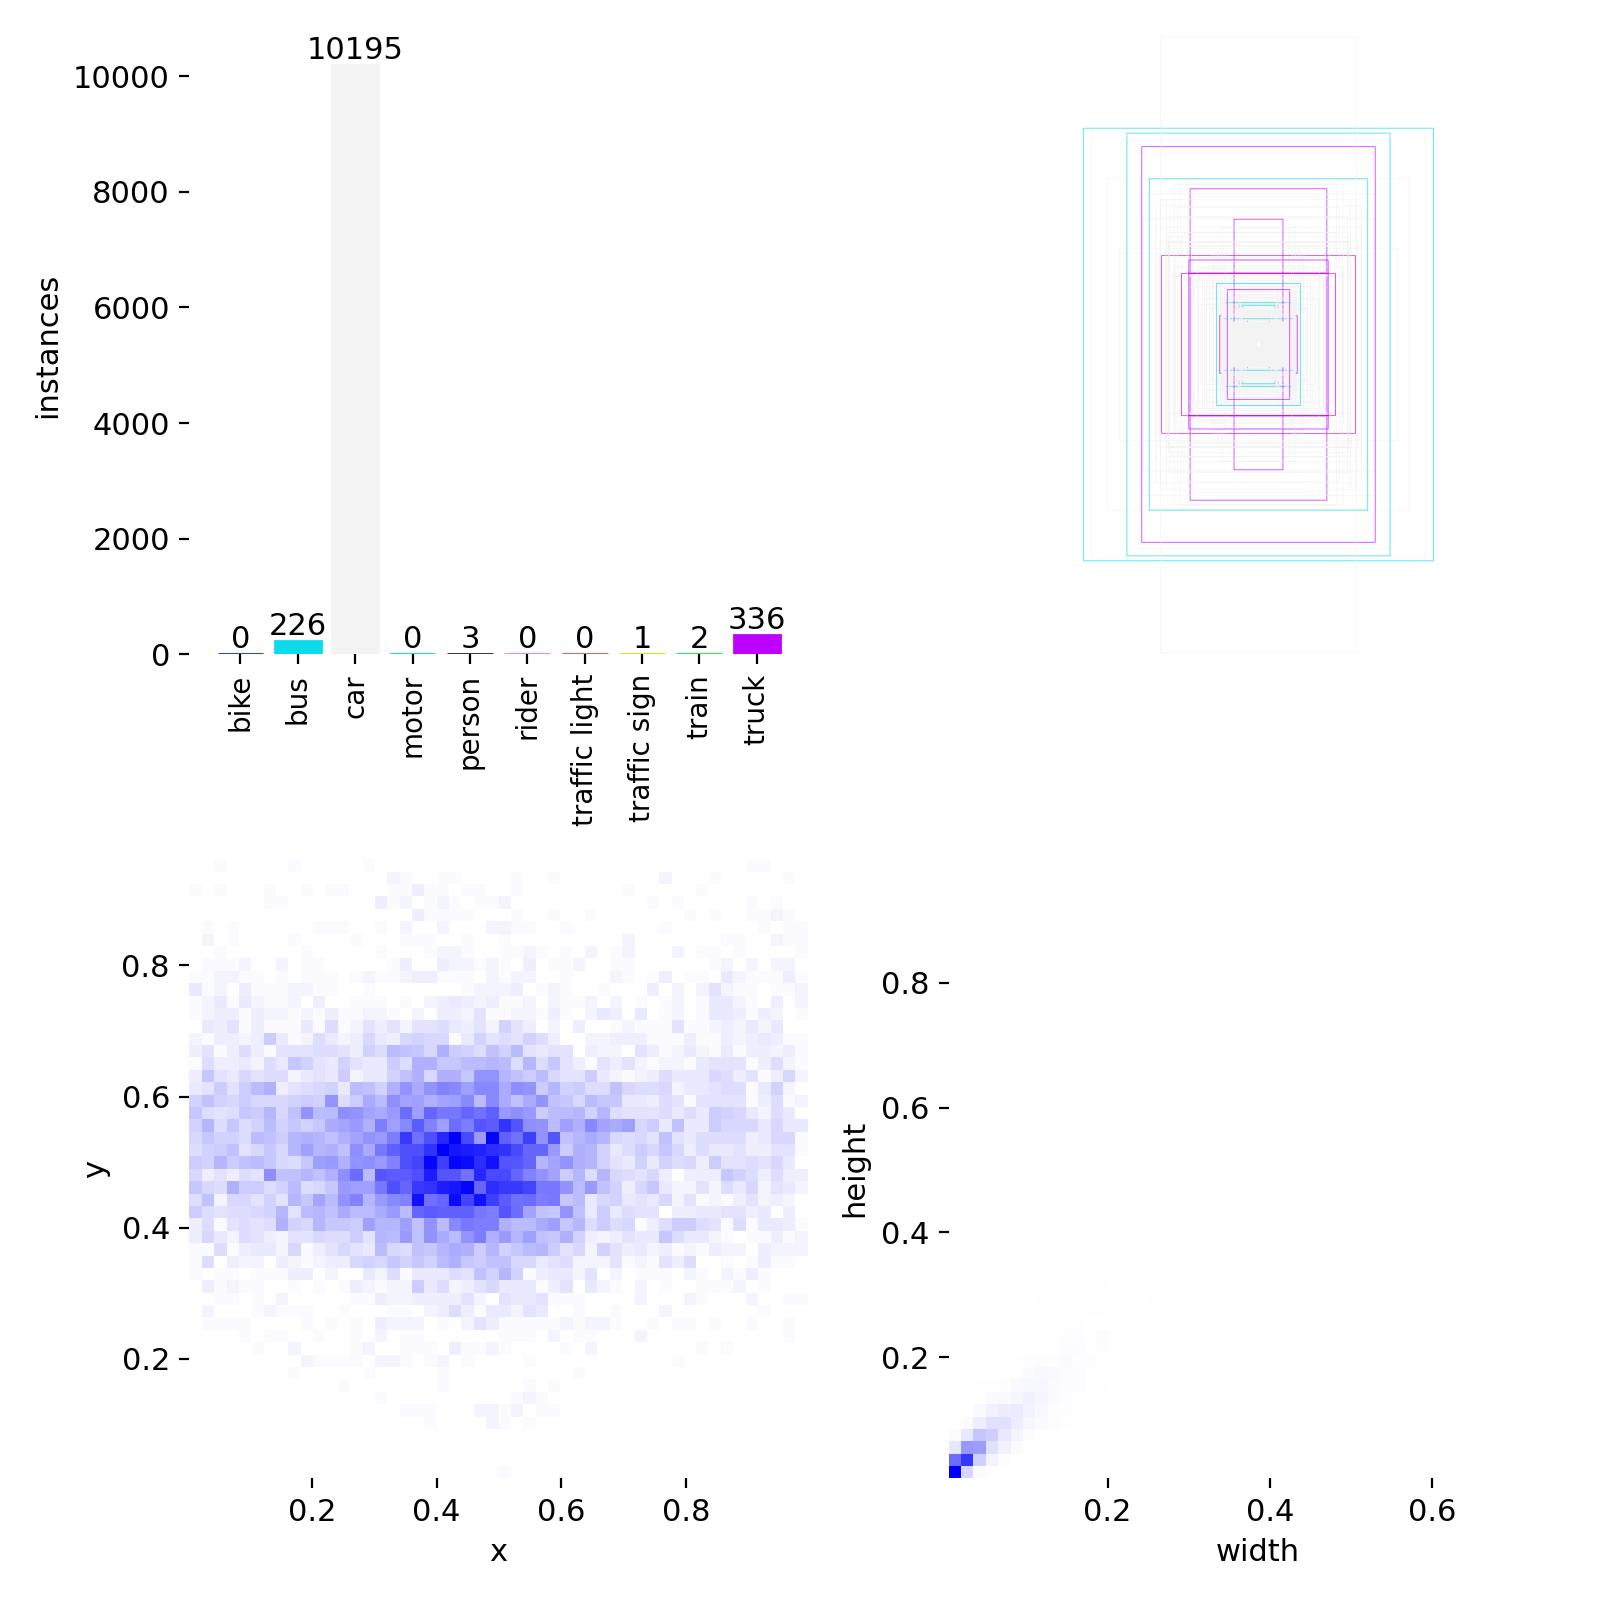 10195
10000
8000
6000
4000
2000
0
instances
0
226
0
3
0
0
1
2
336
bike
bus
car
motor
person
rider
traffic light
traffic sign
train
truck
0.8
0.6
0.4
0.2
y
0.2
0.4
0.6
0.8
x
0.8
0.6
0.4
0.2
height
0.2
0.4
0.6
width